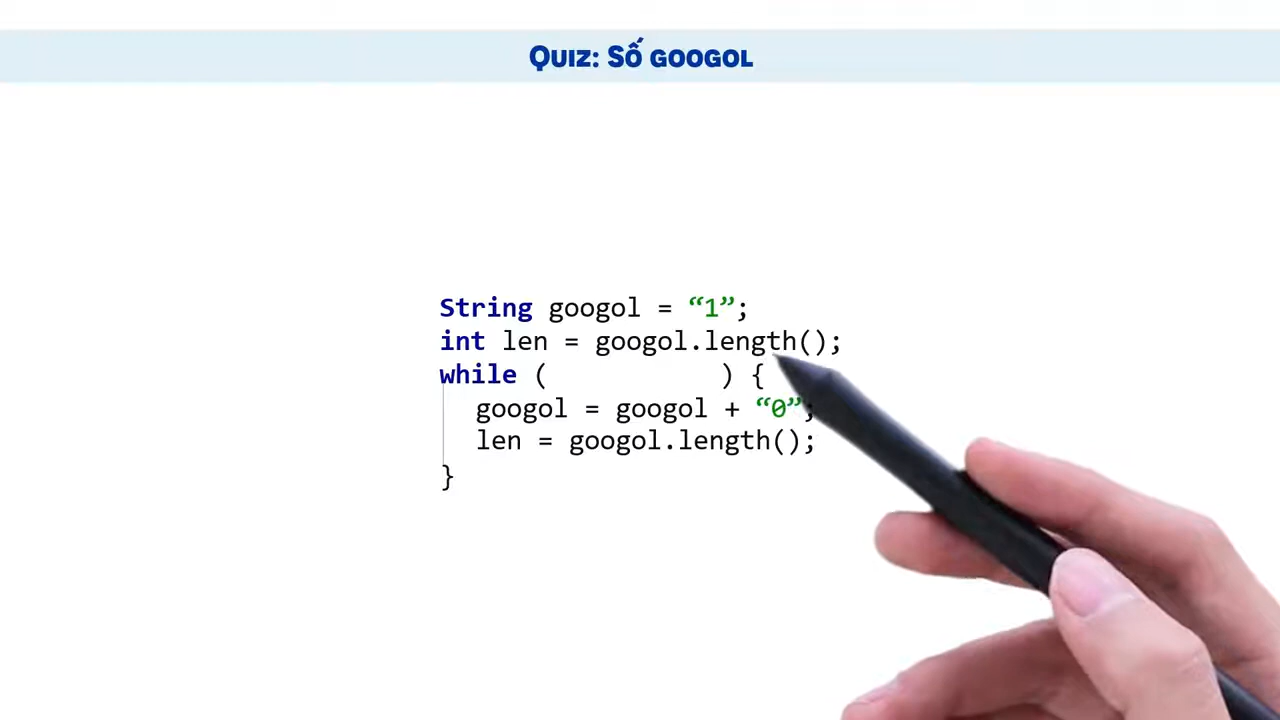 QUIZ: SỐ GOOGOL
String googol = “1”;
int len = googol.length();
while ( ) {
googol = googol + “0”;
len = googol.length();
}